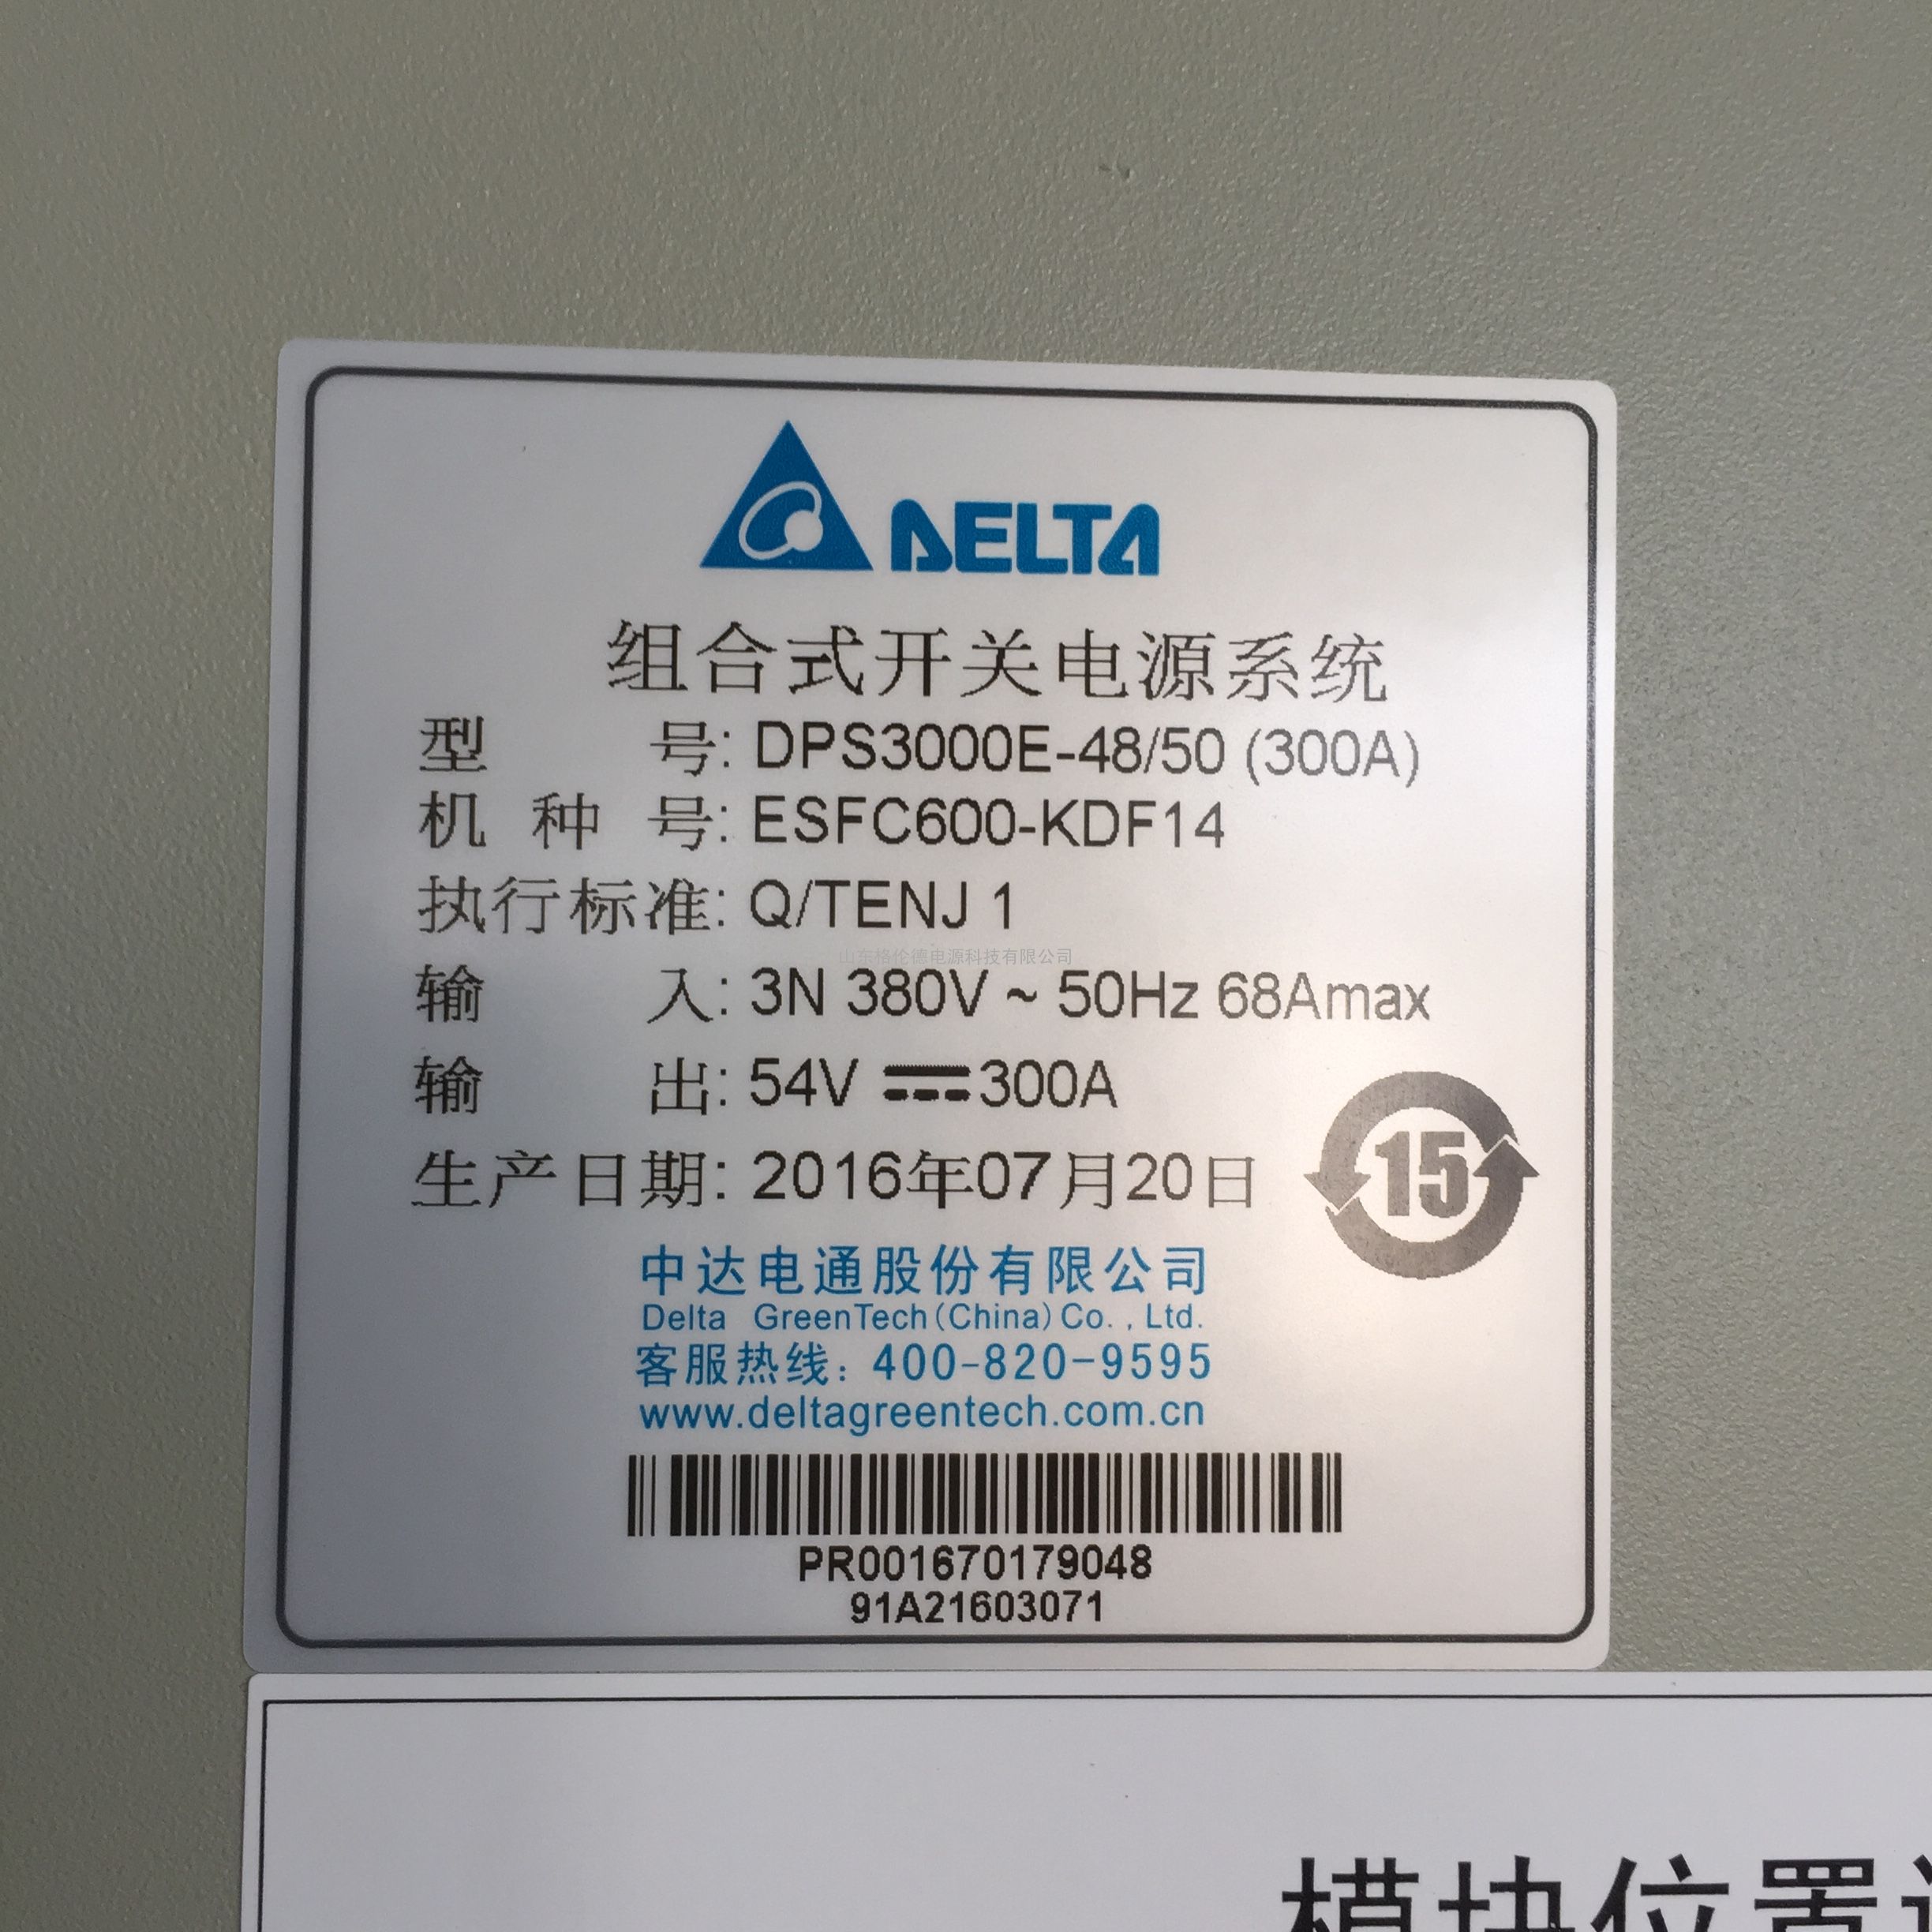 DELTA
组合式开关电源系统
型 号: DPS3000E-48/50 (300A)
机 种 号: ESFC600-KDF14
执行标准: Q/TENJ 1
山东格伦德电源科技有限公司
输 入: 3N 380V ~ 50Hz 68Amax
输 出: 54V ⎓ 300A
生产日期: 2016年07月20日
15
中达电通股份有限公司
Delta GreenTech(China)Co.,Ltd.
客服热线: 400-820-9595
www.deltagreentech.com.cn
PR001670179048
91A21603071
模块位置